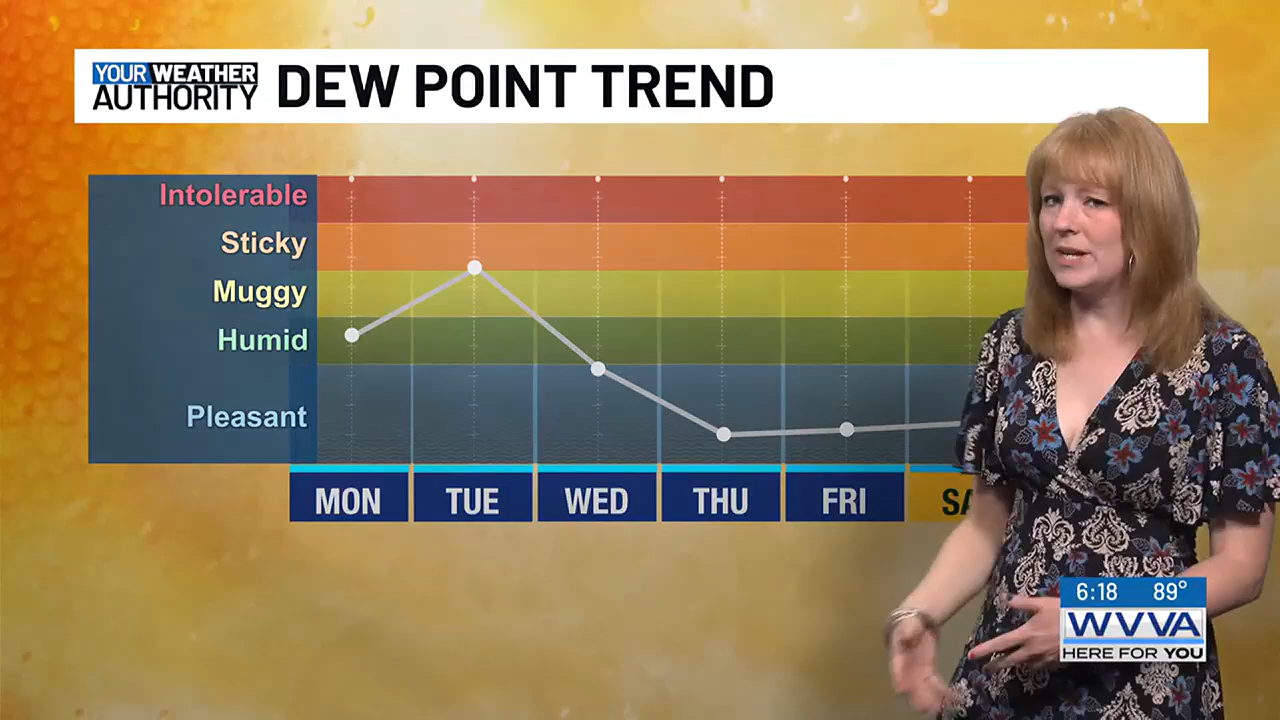 YOUR WEATHER
AUTHORITY
DEW POINT TREND
Intolerable
Sticky
Muggy
Humid
Pleasant
MON TUE WED THU FRI SA
6:18 89°
WVVA
HERE FOR YOU